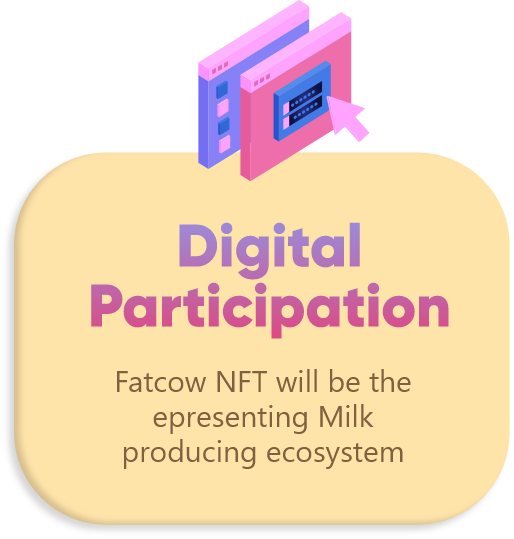 Digital
Participation
Fatcow NFT will be the
epresenting Milk
producing ecosystem